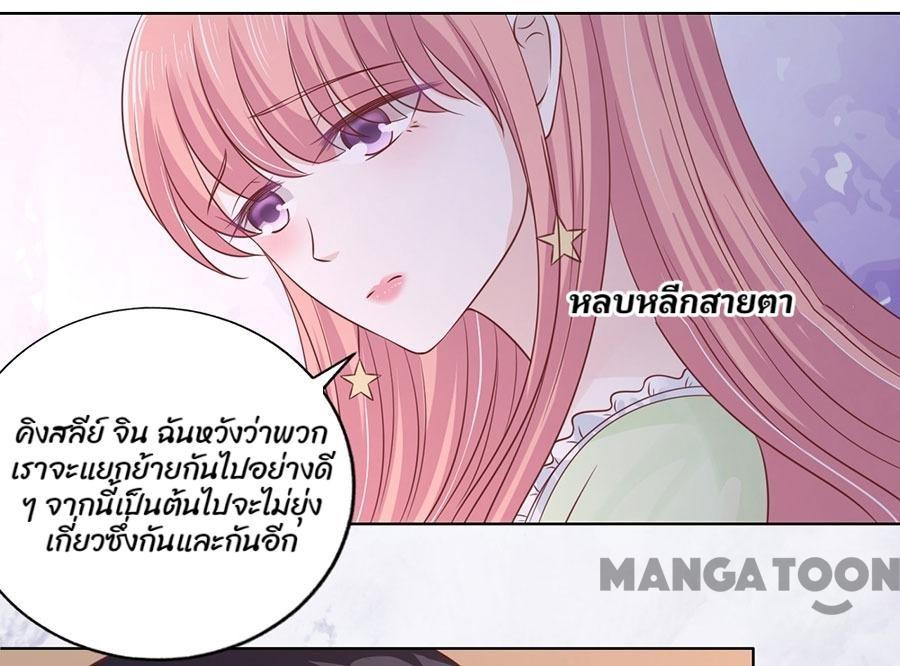 หลบหลีกสายตา
คิงสลีย์ จิน ฉันหวังว่าพวก
เราจะแยกย้ายกันไปอย่างดี
ๆ จากนี้เป็นต้นไปจะไม่ยุ่ง
เกี่ยวซึ่งกันและกันอีก
MANGATOON